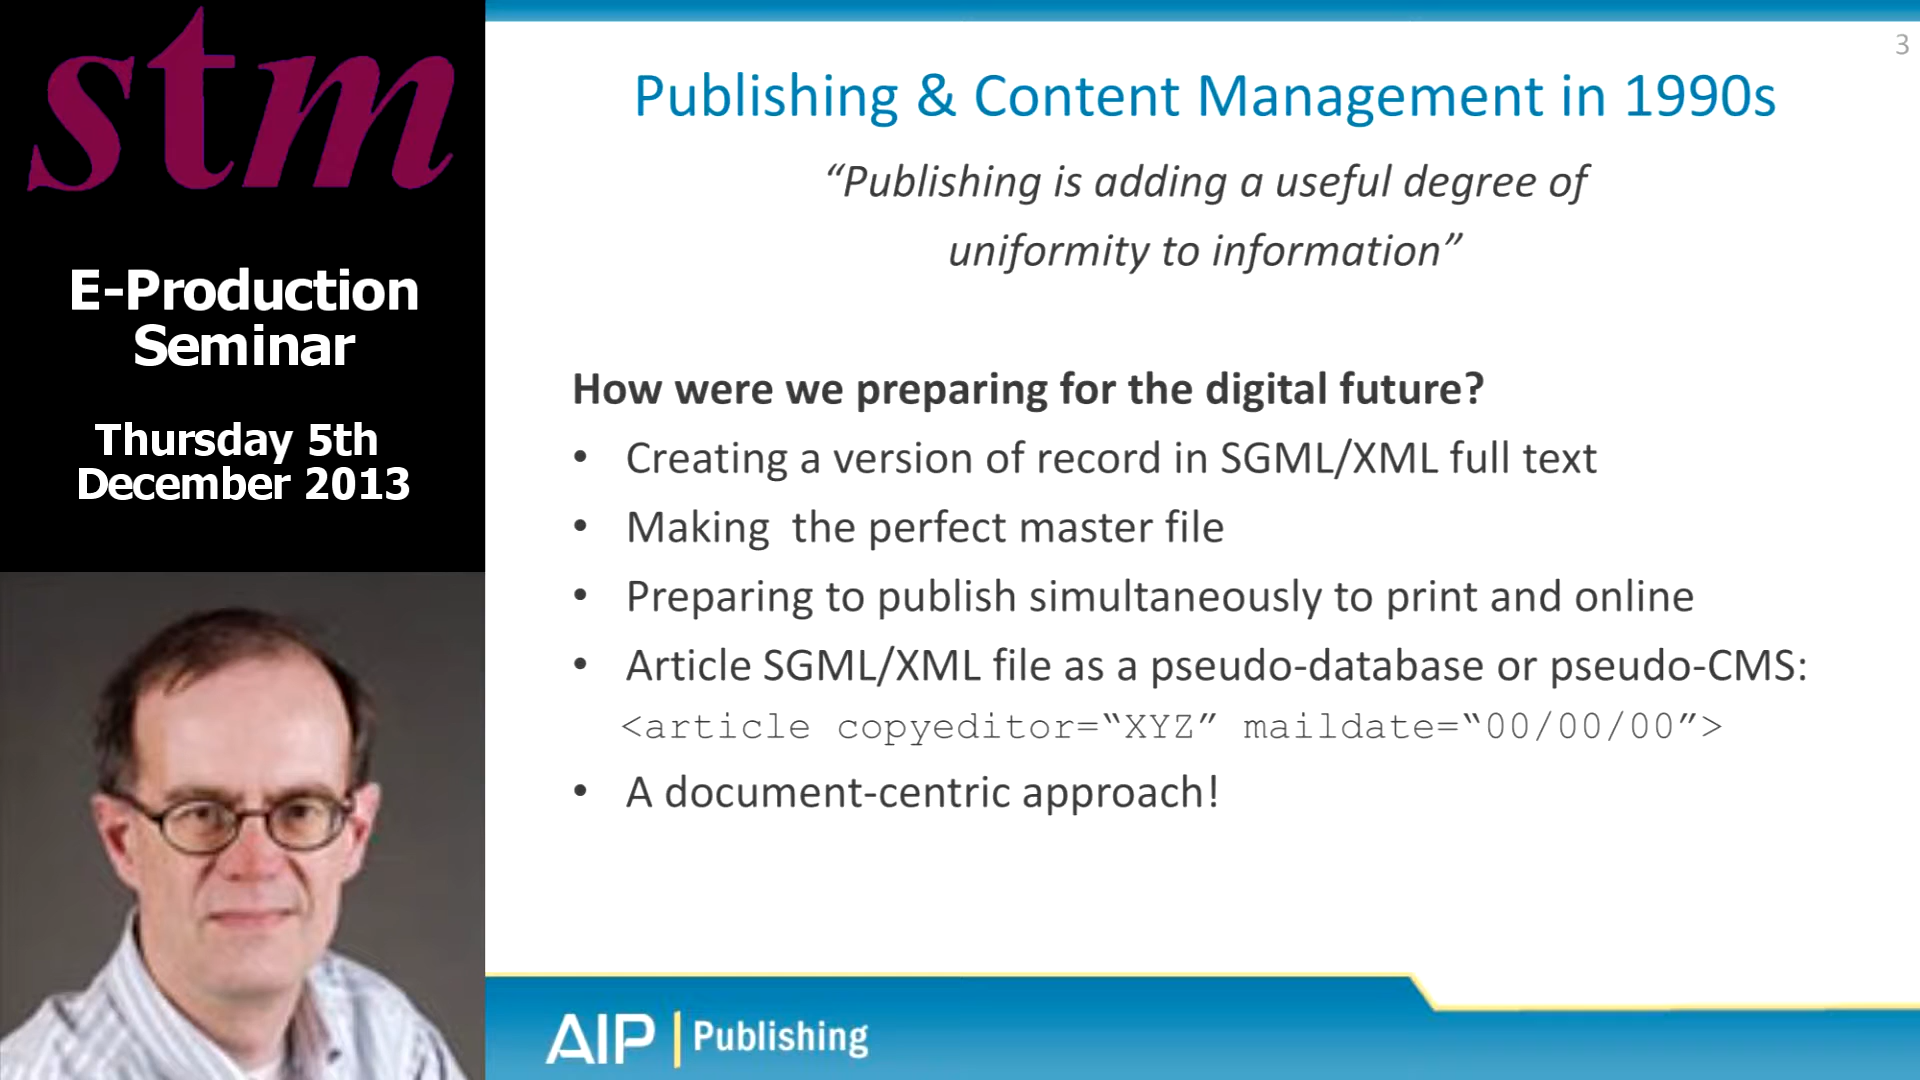 stm
E-Production
Seminar
Thursday 5th
December 2013
3
Publishing & Content Management in 1990s
“Publishing is adding a useful degree of
uniformity to information”
How were we preparing for the digital future?
• Creating a version of record in SGML/XML full text
• Making  the perfect master file
• Preparing to publish simultaneously to print and online
• Article SGML/XML file as a pseudo-database or pseudo-CMS:
<article copyeditor=“XYZ” maildate=“00/00/00”>
• A document-centric approach!
AIP | Publishing